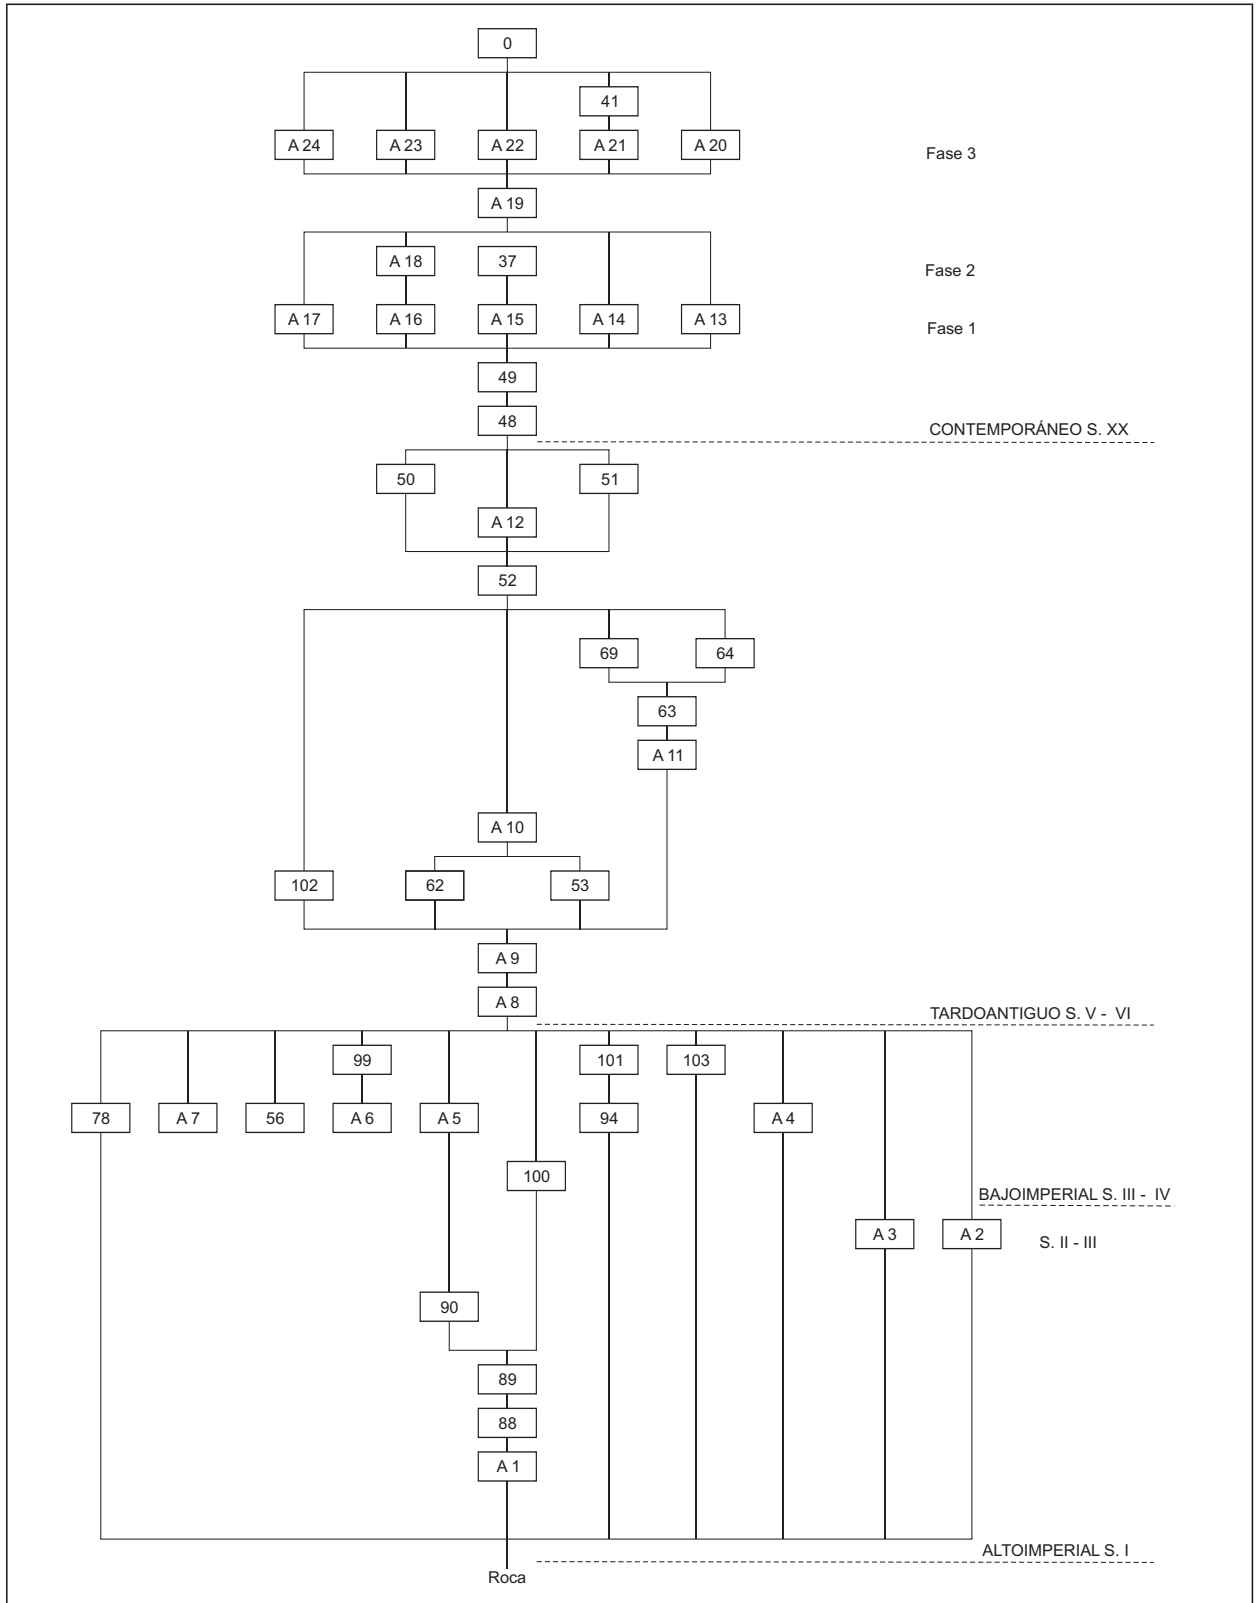 0
41
A 24 A 23 A 22 A 21 A 20
Fase 3
A 19
A 18 37
Fase 2
A 17 A 16 A 15 A 14 A 13
Fase 1
49
48
CONTEMPORÁNEO S. XX
50 51
A 12
52
69 64
63
A 11
A 10
102 62 53
A 9
A 8
TARDOANTIGUO S. V - VI
99 101 103
78 A 7 56 A 6 A 5 94 A 4
100
BAJOIMPERIAL S. III - IV
A 3 A 2
S. II - III
90
89
88
A 1
ALTOIMPERIAL S. I
Roca